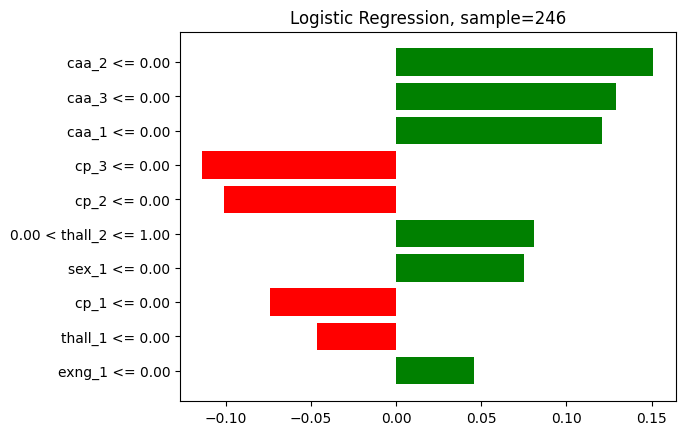 Logistic Regression, sample=246
caa_2 <= 0.00
caa_3 <= 0.00
caa_1 <= 0.00
cp_3 <= 0.00
cp_2 <= 0.00
0.00 < thall_2 <= 1.00
sex_1 <= 0.00
cp_1 <= 0.00
thall_1 <= 0.00
exng_1 <= 0.00
−0.10 −0.05 0.00 0.05 0.10 0.15